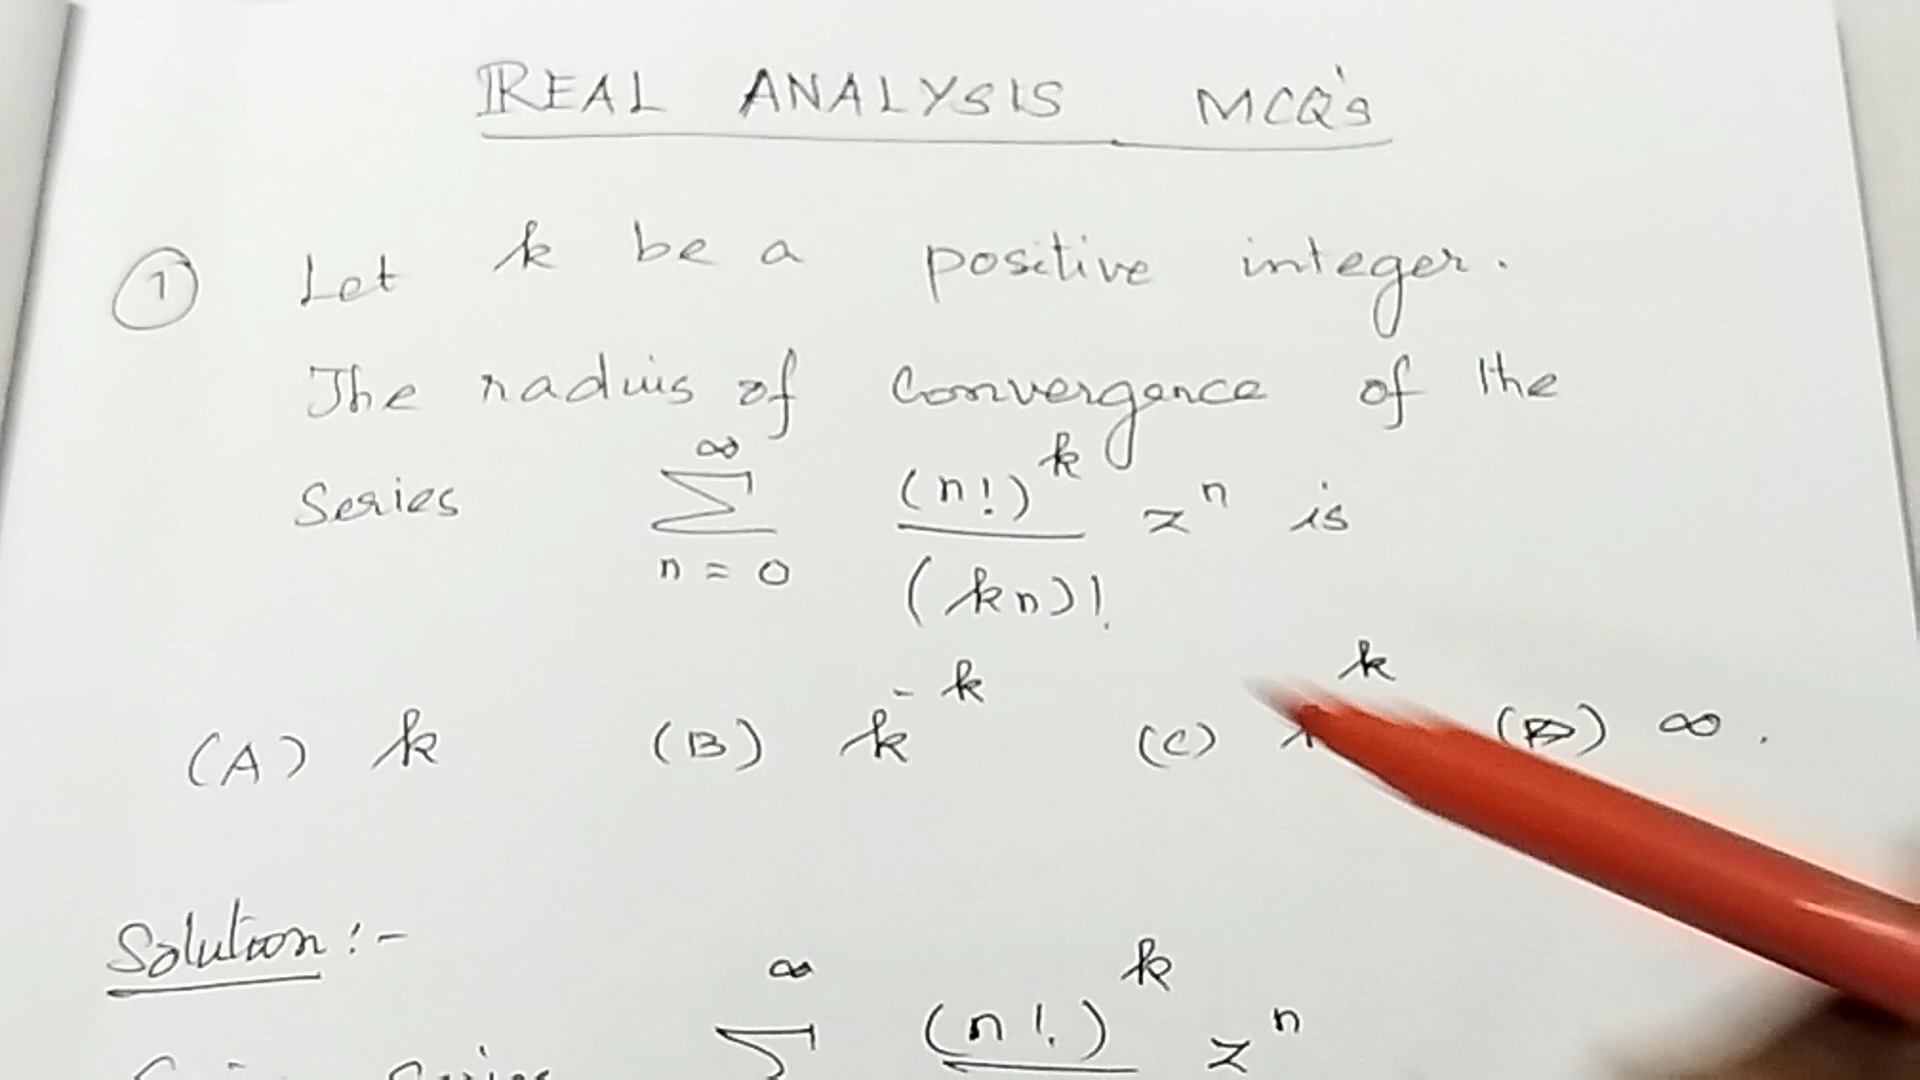 REAL ANALYSIS MCQ's
① Let k be a positive integer.
The radius of convergence of the
Series ∑_{n=0}^{∞} (n!)^k / (kn)! z^n is
(A) k (B) k^{-k} (C) (D) ∞.
Solution :-
∑^{∞} (n!)^k z^n